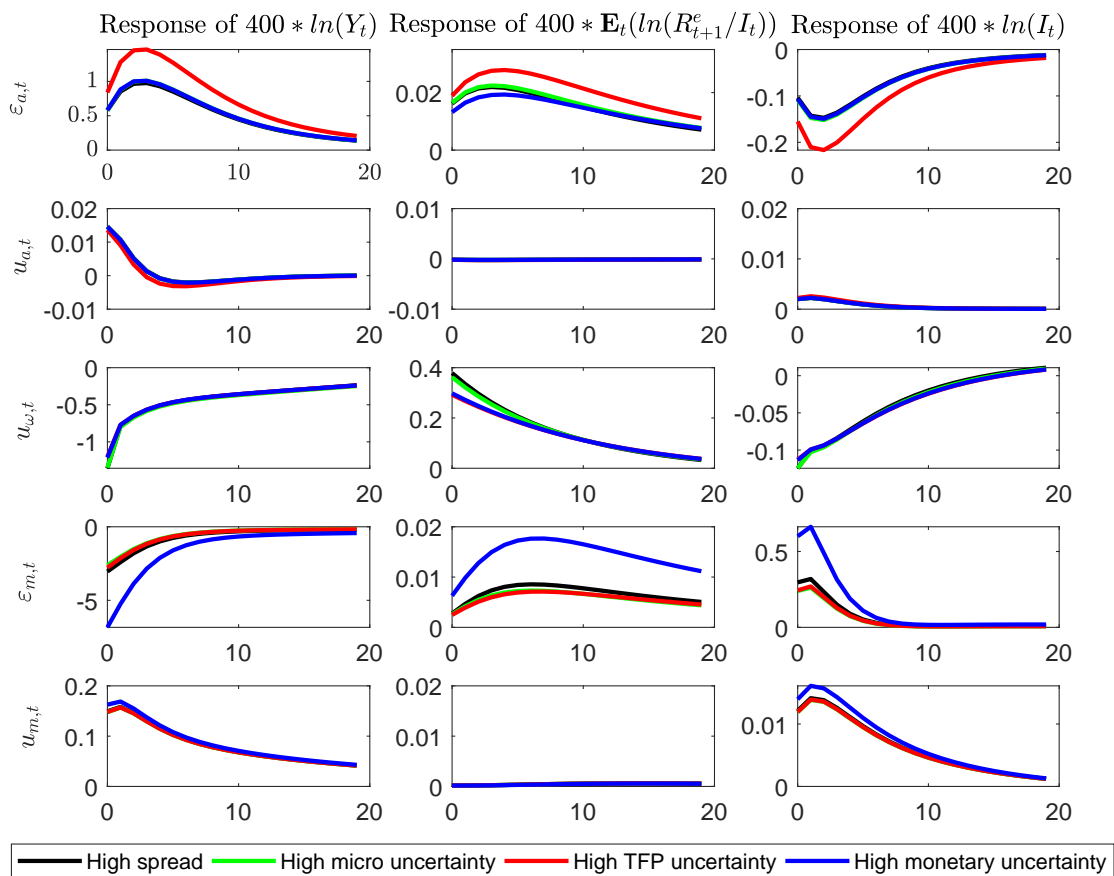 Response of 400 ∗ ln(Y_t) Response of 400 ∗ E_t(ln(R^e_{t+1}/I_t)) Response of 400 ∗ ln(I_t)
ε_{a,t}
1
0.5
0
0 10 20
0.02
0
0 10 20
0
-0.1
-0.2
0 10 20
u_{a,t}
0.02
0.01
0
-0.01
0 10 20
0.01
0
-0.01
0 10 20
0.02
0.01
0
0 10 20
u_{ω,t}
0
-0.5
-1
0 10 20
0.4
0.2
0
0 10 20
0
-0.05
-0.1
0 10 20
ε_{m,t}
0
-5
0 10 20
0.02
0.01
0
0 10 20
0.5
0
0 10 20
u_{m,t}
0.2
0.1
0
0 10 20
0.02
0.01
0
0 10 20
0.01
0
0 10 20
High spread High micro uncertainty High TFP uncertainty High monetary uncertainty